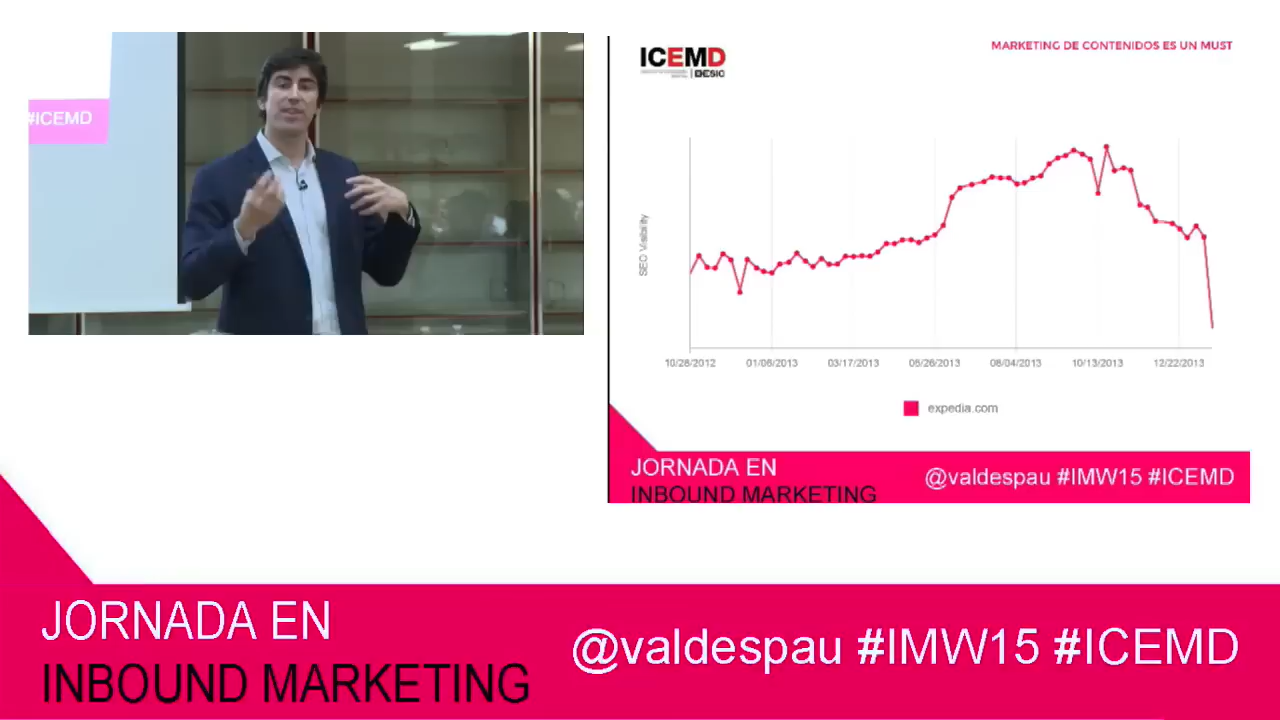 #ICEMD
ICEMD
ESIC
MARKETING DE CONTENIDOS ES UN MUST
SEO Visibility
10/28/2012 01/06/2013 03/17/2013 05/26/2013 08/04/2013 10/13/2013 12/22/2013
expedia.com
JORNADA EN
INBOUND MARKETING
@valdespau #IMW15 #ICEMD
JORNADA EN
INBOUND MARKETING
@valdespau #IMW15 #ICEMD